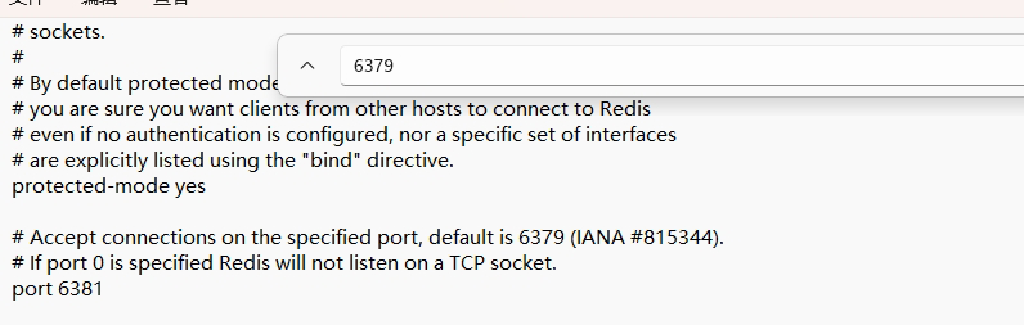 文件 编辑 查看
# sockets.
6379
#
# By default protected mode
# you are sure you want clients from other hosts to connect to Redis
# even if no authentication is configured, nor a specific set of interfaces
# are explicitly listed using the "bind" directive.
protected-mode yes
# Accept connections on the specified port, default is 6379 (IANA #815344).
# If port 0 is specified Redis will not listen on a TCP socket.
port 6381